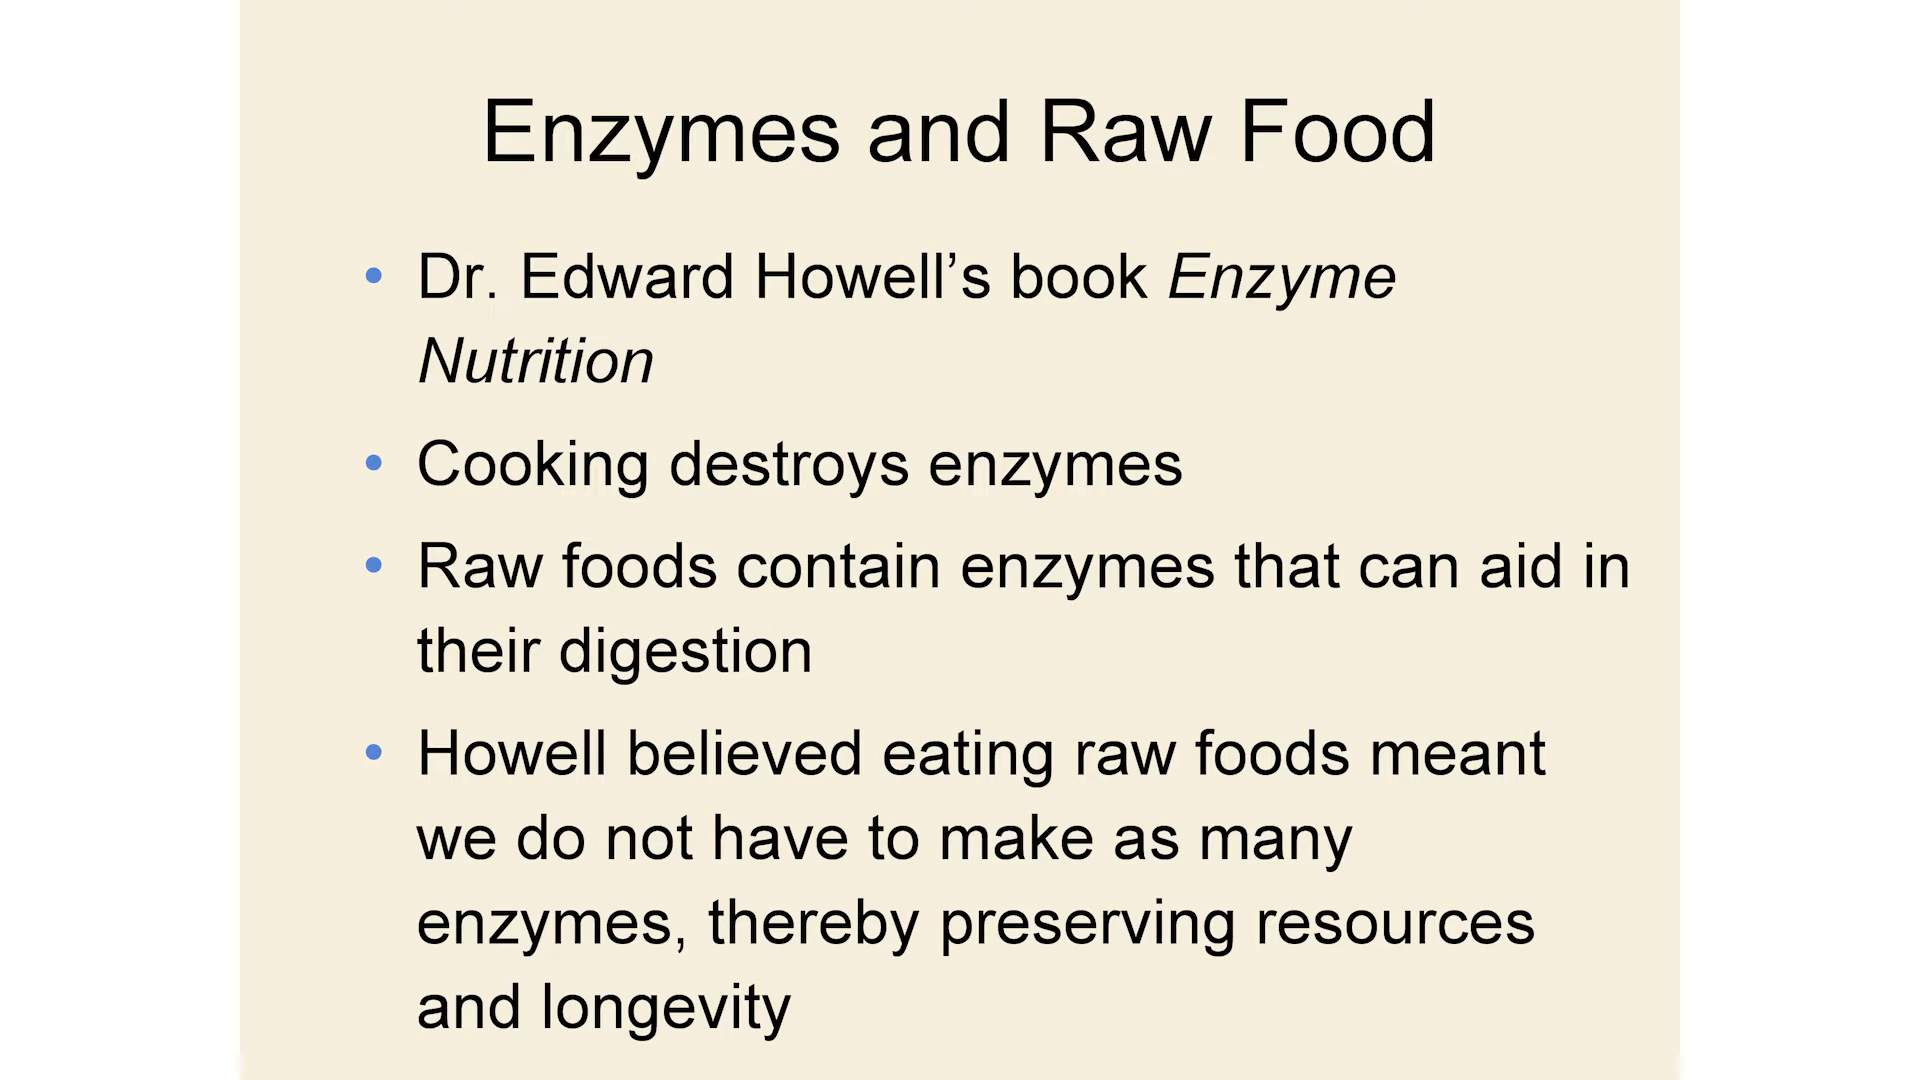 Enzymes and Raw Food
• Dr. Edward Howell’s book Enzyme
Nutrition
• Cooking destroys enzymes
• Raw foods contain enzymes that can aid in
their digestion
• Howell believed eating raw foods meant
we do not have to make as many
enzymes, thereby preserving resources
and longevity